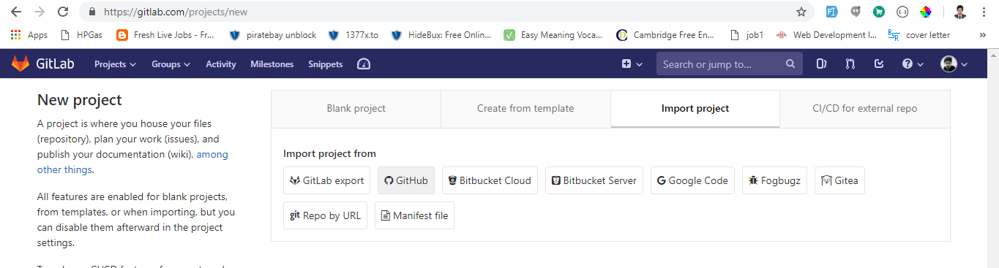 https://gitlab.com/projects/new
Apps HPGas Fresh Live Jobs - Fr... piratebay unblock 1377x.to HideBux: Free Onlin... Easy Meaning Voca... Cambridge Free En... job1 Web Development I... cover letter »
GitLab Projects Groups Activity Milestones Snippets Search or jump to...
New project
A project is where you house your files
(repository), plan your work (issues), and
publish your documentation (wiki), among
other things.
All features are enabled for blank projects,
from templates, or when importing, but you
can disable them afterward in the project
settings.
Blank project Create from template Import project CI/CD for external repo
Import project from
GitLab export GitHub Bitbucket Cloud Bitbucket Server Google Code Fogbugz Gitea
git Repo by URL Manifest file